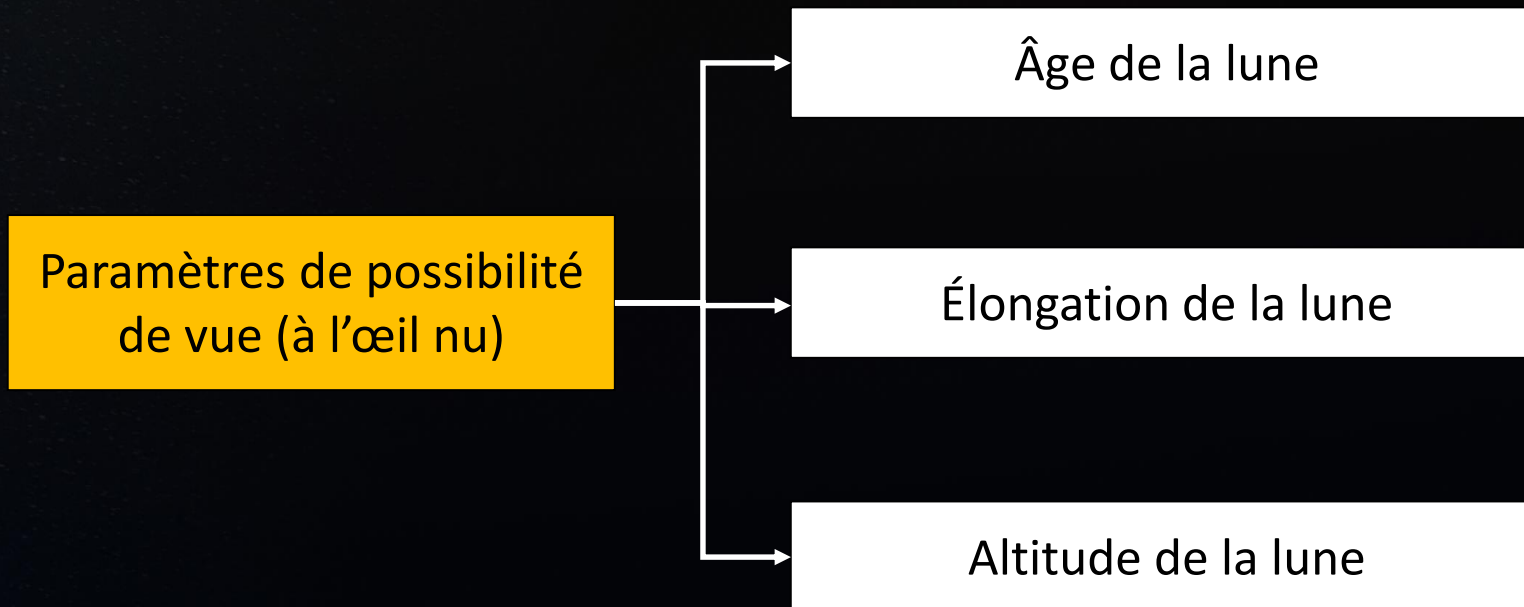 Paramètres de possibilité
de vue (à l’œil nu)
Âge de la lune
Élongation de la lune
Altitude de la lune